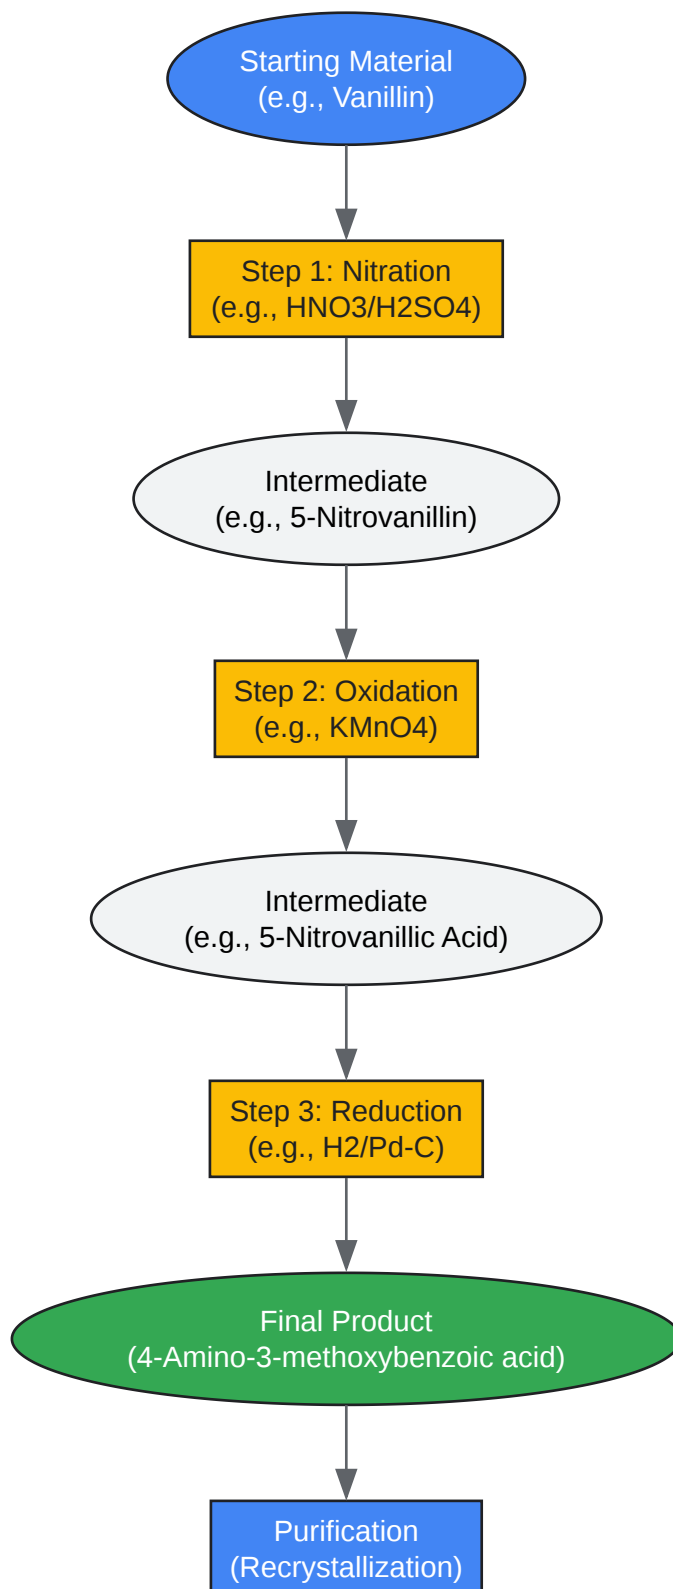 Starting Material
(e.g., Vanillin)
Step 1: Nitration
(e.g., HNO3/H2SO4)
Intermediate
(e.g., 5-Nitrovanillin)
Step 2: Oxidation
(e.g., KMnO4)
Intermediate
(e.g., 5-Nitrovanillic Acid)
Step 3: Reduction
(e.g., H2/Pd-C)
Final Product
(4-Amino-3-methoxybenzoic acid)
Purification
(Recrystallization)